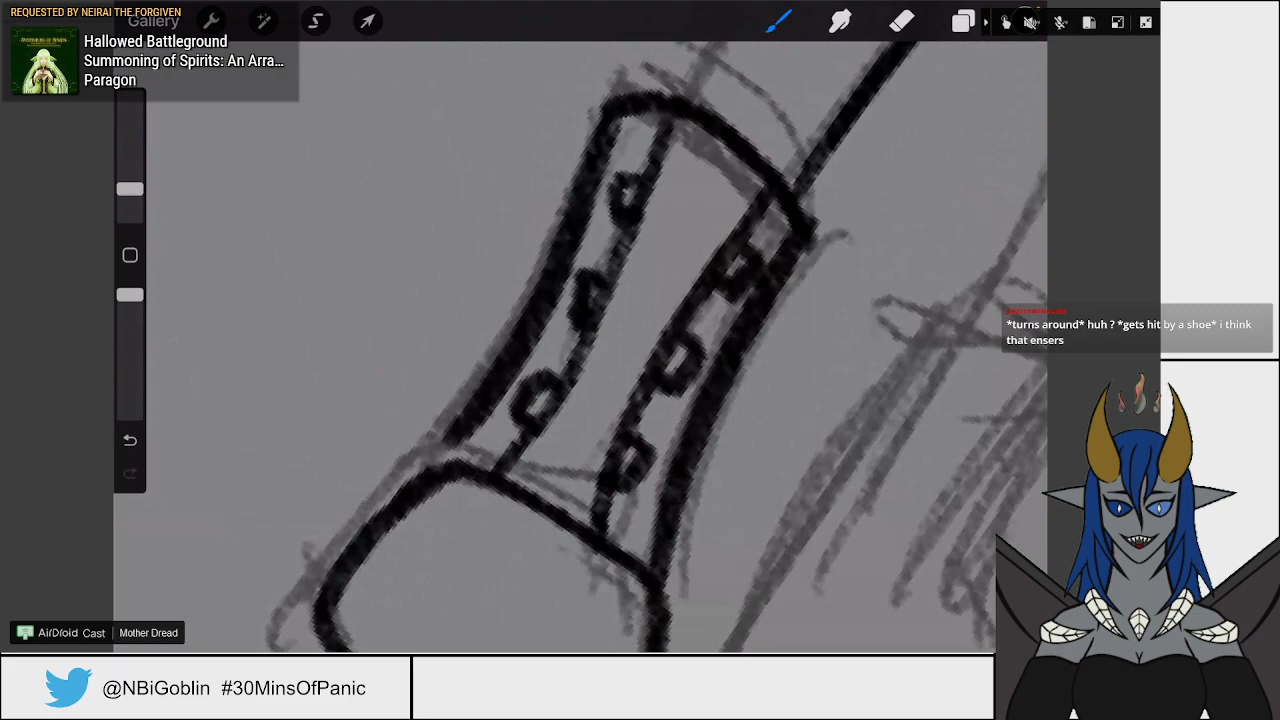 REQUESTED BY NEIRAI THE FORGIVEN
Gallery
Hallowed Battleground
Summoning of Spirits: An Arra...
Paragon
*turns around* huh ? *gets hit by a shoe* i think
that ensers
AirDroid Cast | Mother Dread
@NBiGoblin #30MinsOfPanic